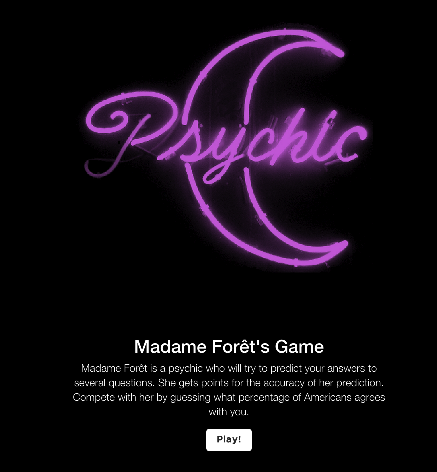 Psychic
Madame Forêt's Game
Madame Forêt is a psychic who will try to predict your answers to
several questions. She gets points for the accuracy of her prediction.
Compete with her by guessing what percentage of Americans agrees
with you.
Play!